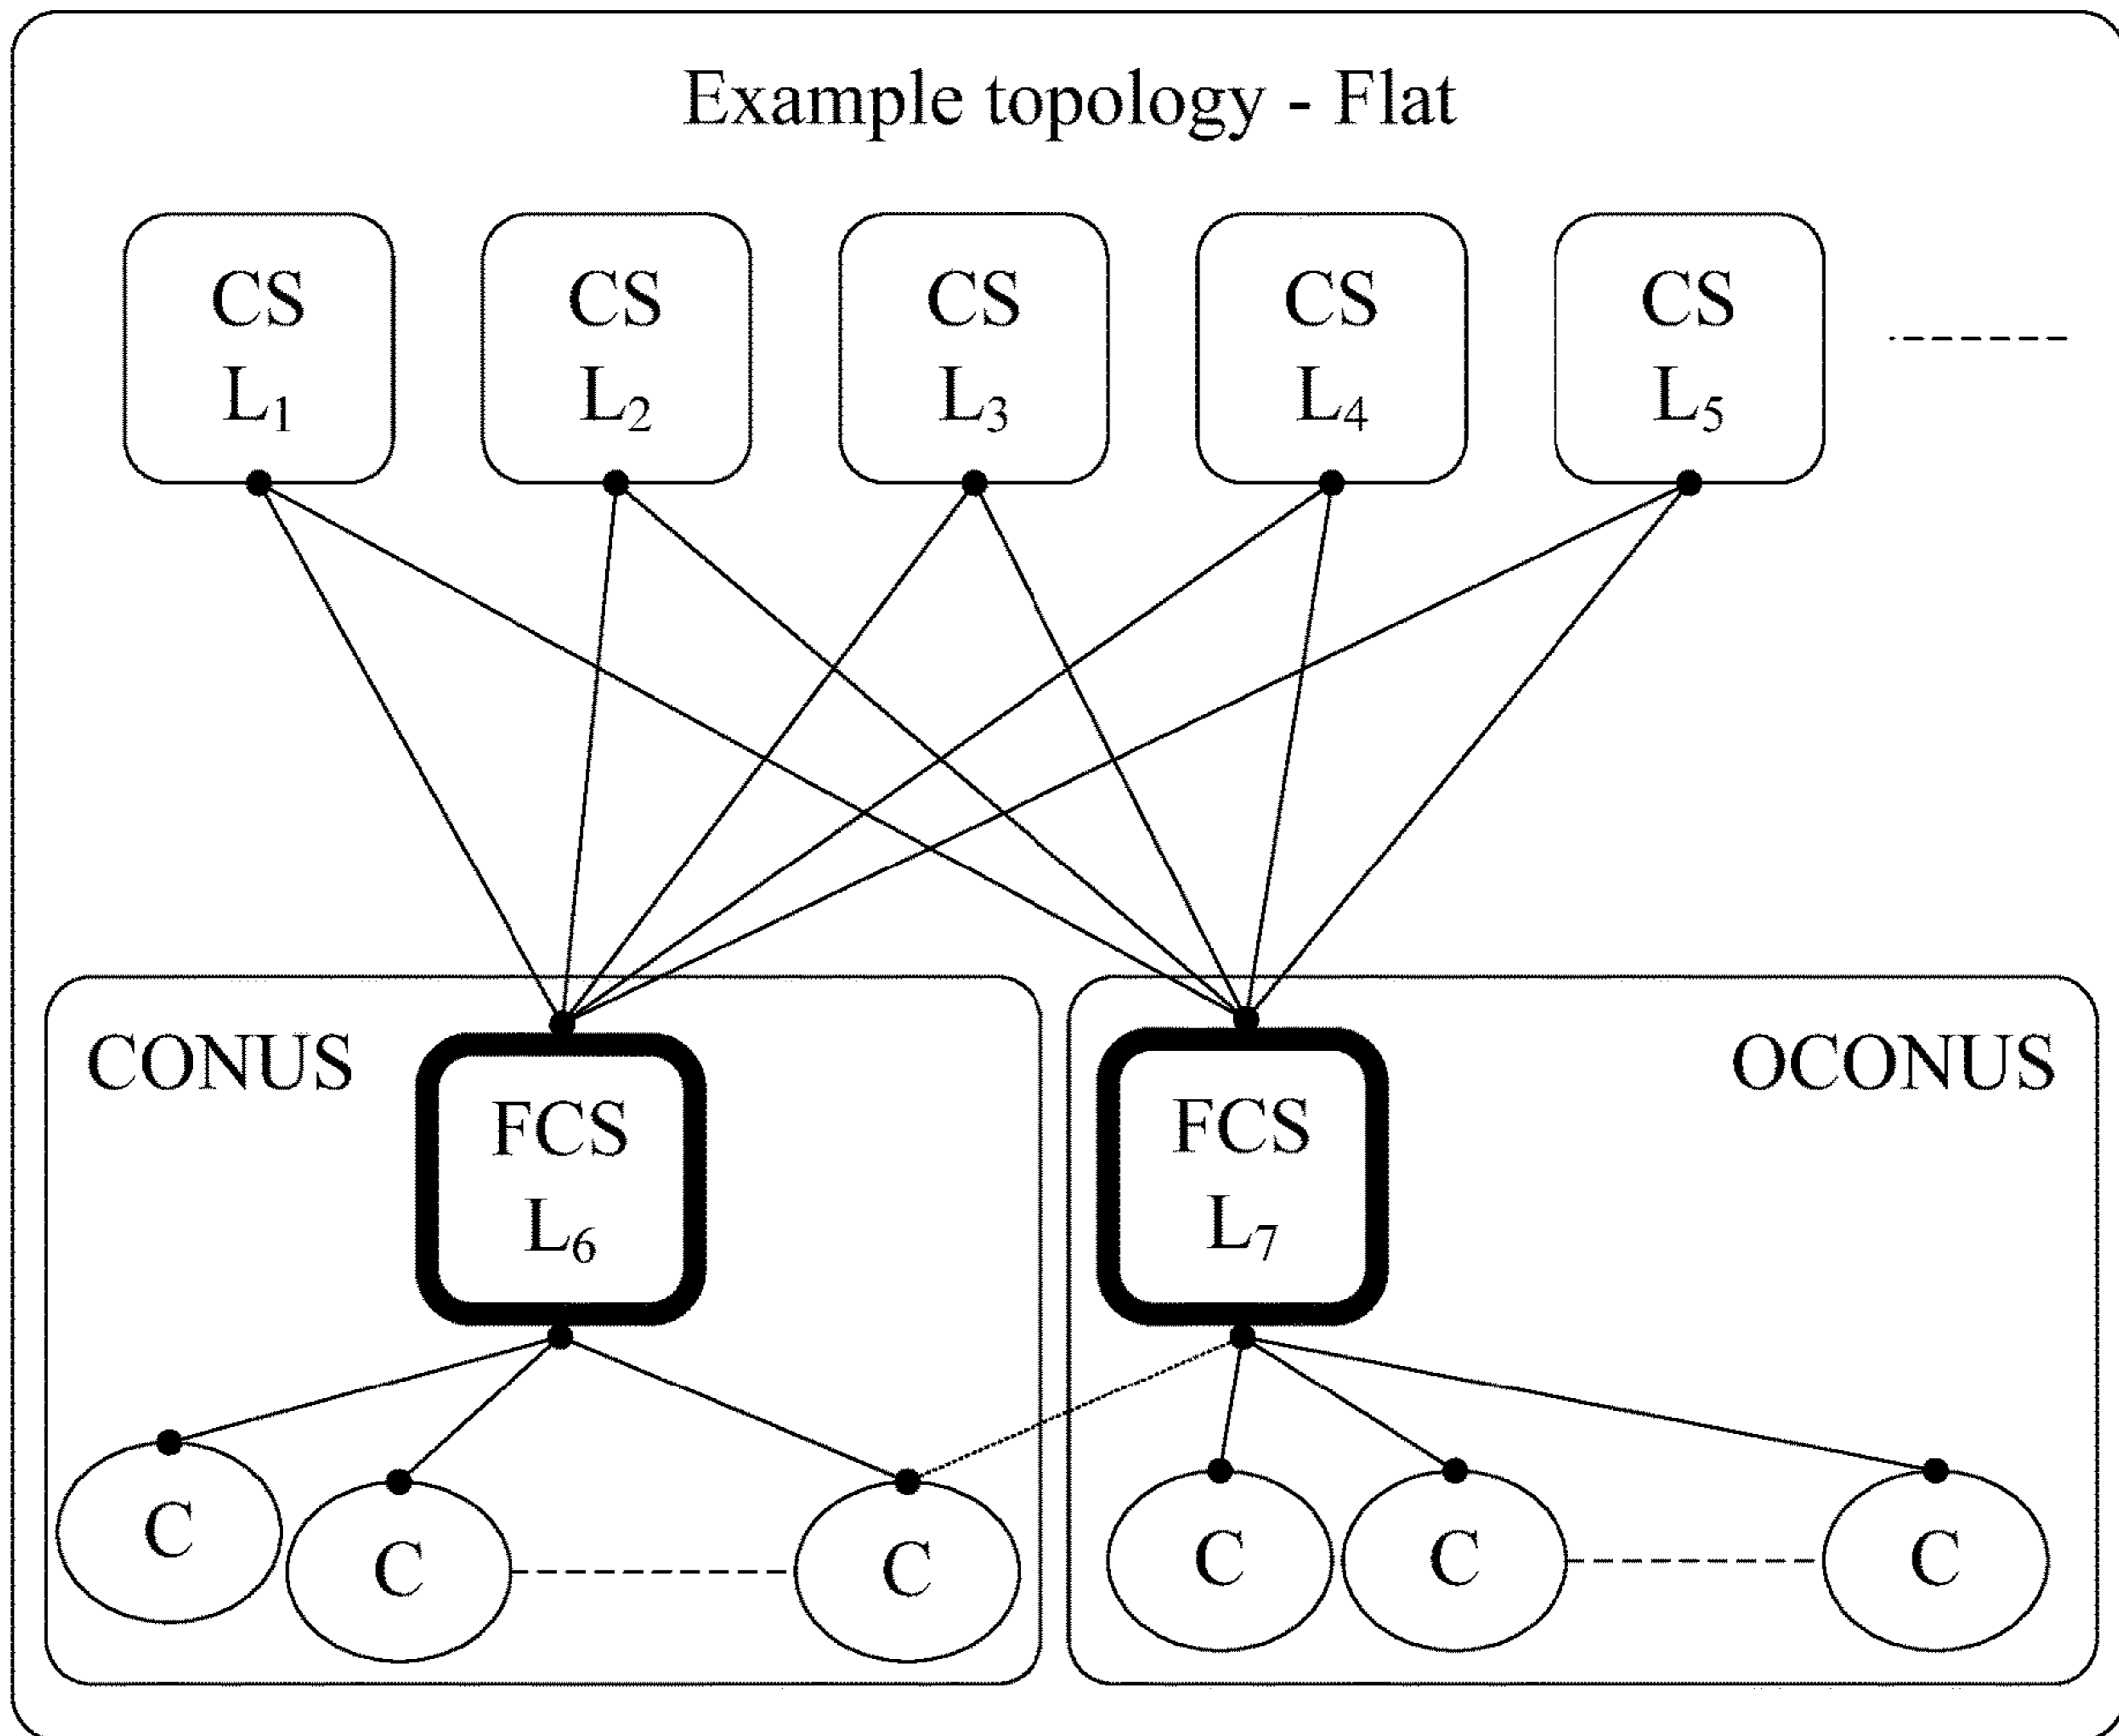 Example topology - Flat
CS
L₁
CS
L₂
CS
L₃
CS
L₄
CS
L₅
CONUS
FCS
L₆
C
C
C
OCONUS
FCS
L₇
C
C
C